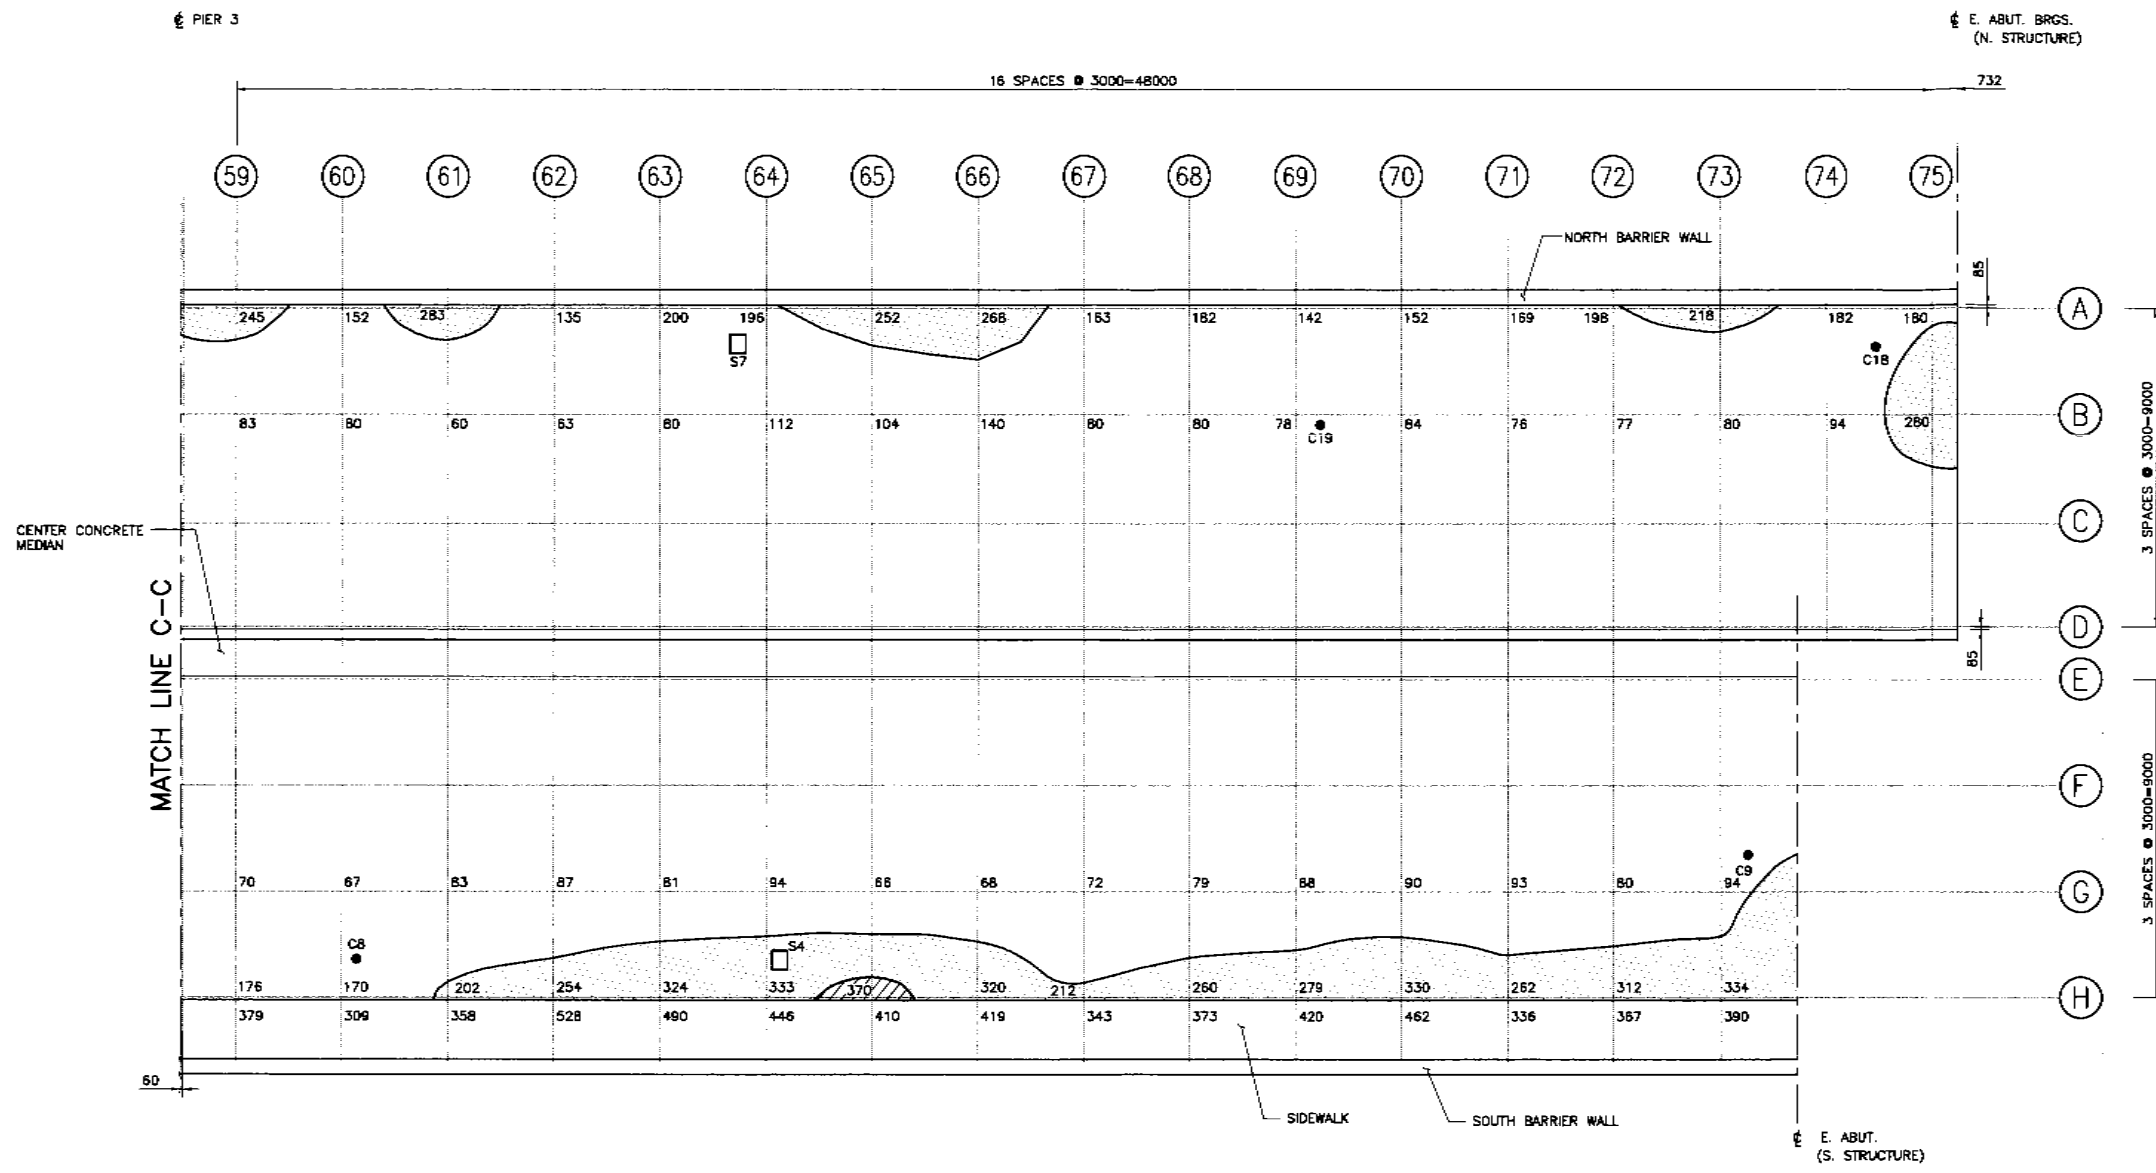 ℄ PIER 3
℄ E. ABUT. BRGS.
(N. STRUCTURE)
16 SPACES @ 3000=48000
732
59 60 61 62 63 64 65 66 67 68 69 70 71 72 73 74 75
NORTH BARRIER WALL
85
A
245 152 283 135 200 196 252 268 163 182 142 152 169 198 218 182 180
S7
C18
B
83 80 60 63 80 112 104 140 80 80 78 84 76 77 80 94 280
C19
3 SPACES @ 3000=9000
C
CENTER CONCRETE
MEDIAN
MATCH LINE C-C
D
85
E
F
3 SPACES @ 3000=9000
C9
G
70 67 83 87 81 94 66 68 72 79 88 90 93 80 94
C8
S4
H
176 170 202 254 324 333 370 320 212 260 279 330 262 312 334
379 309 358 528 490 446 410 419 343 373 420 462 336 367 390
60
SIDEWALK
SOUTH BARRIER WALL
℄ E. ABUT.
(S. STRUCTURE)